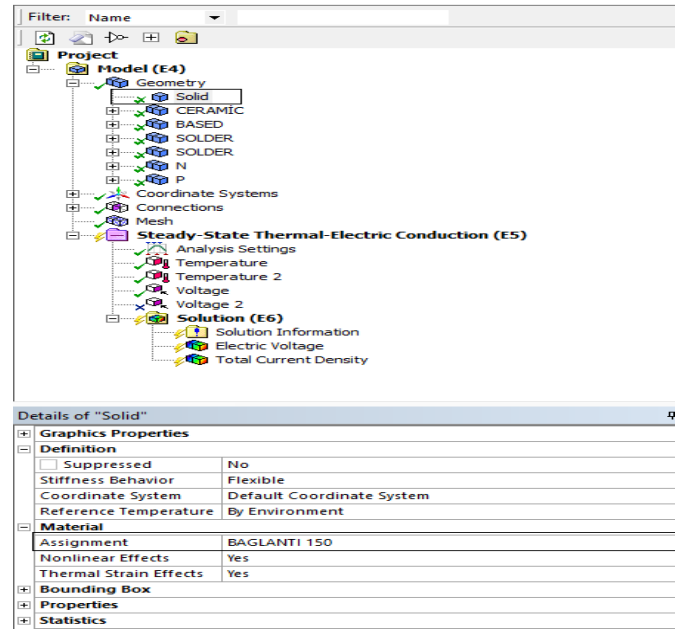 Filter: Name
Project
Model (E4)
Geometry
Solid
CERAMİC
BASED
SOLDER
SOLDER
N
P
Coordinate Systems
Connections
Mesh
Steady-State Thermal-Electric Conduction (E5)
Analysis Settings
Temperature
Temperature 2
Voltage
Voltage 2
Solution (E6)
Solution Information
Electric Voltage
Total Current Density
Details of "Solid"
Graphics Properties
Definition
Suppressed No
Stiffness Behavior Flexible
Coordinate System Default Coordinate System
Reference Temperature By Environment
Material
Assignment BAGLANTI 150
Nonlinear Effects Yes
Thermal Strain Effects Yes
Bounding Box
Properties
Statistics